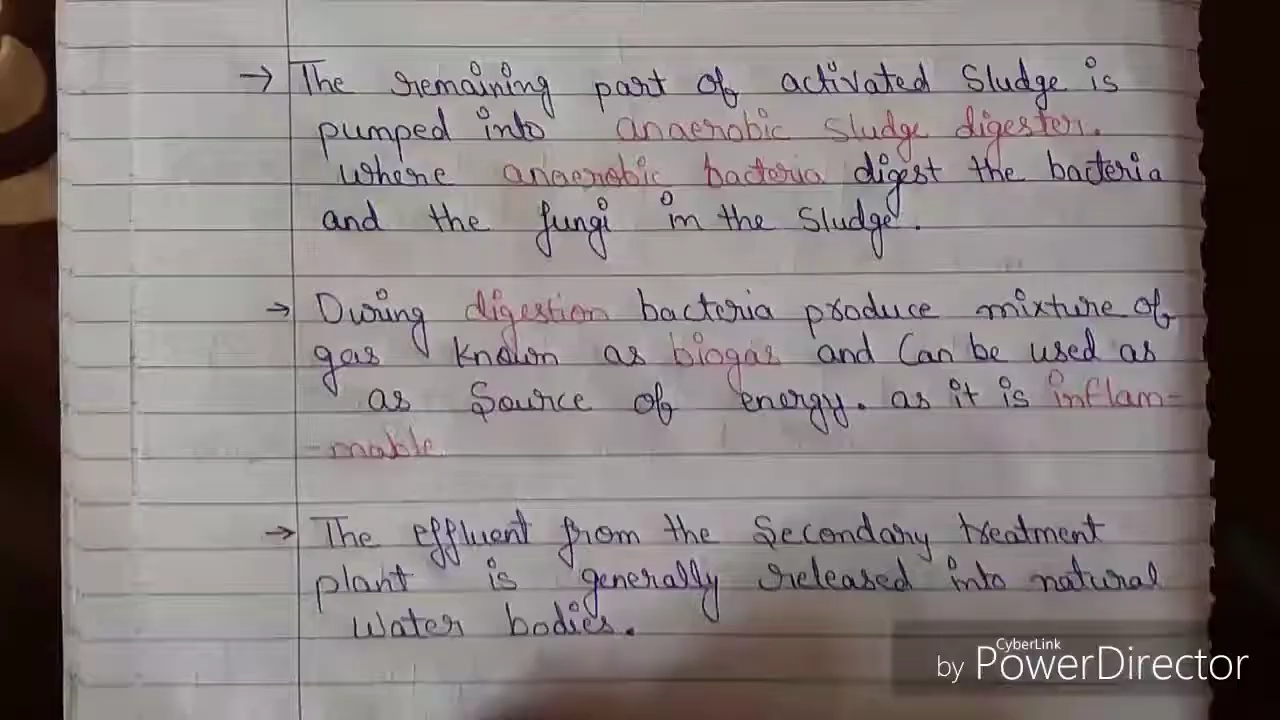 → The remaining part of activated Sludge is
pumped into anaerobic sludge digester.
where anaerobic bacteria digest the bacteria
and the fungi in the Sludge.
→ During digestion bacteria produce mixture of
gas known as biogas and Can be used as
as Source of energy. as it is inflam-
-mable
→ The effluent from the Secondary treatment
plant is generally released into natural
Water bodies.
CyberLink
by PowerDirector